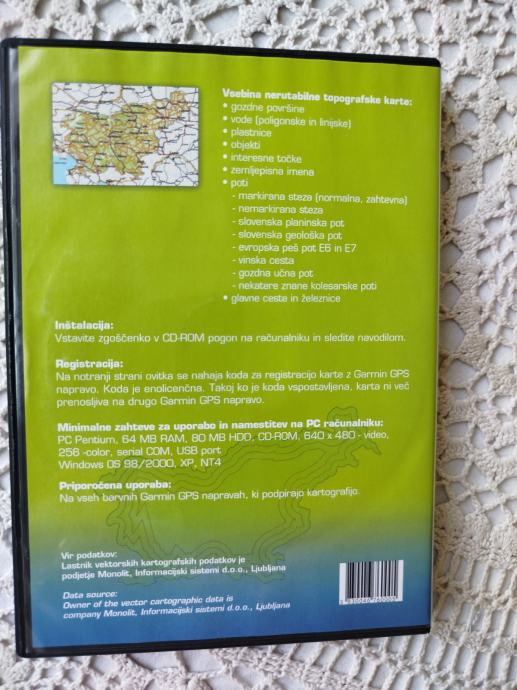 Vsebina nerutabilne topografske karte:
• gozdne površine
• vode (poligonske in linijske)
• plastnice
• objekti
• interesne točke
• zemljepisna imena
• poti
- markirana steza (normalna, zahtevna)
- nemarkirana steza
- slovenska planinska pot
- slovenska geološka pot
- evropska peš pot E6 in E7
- vinska cesta
- gozdna učna pot
- nekatere znane kolesarske poti
• glavne ceste in železnice
Inštalacija:
Vstavite zgoščenko v CD-ROM pogon na računalniku in sledite navodilom.
Registracija:
Na notranji strani ovitka se nahaja koda za registracijo karte z Garmin GPS
napravo. Koda je enolicenčna. Takoj ko je koda vspostavljena, karta ni več
prenosljiva na drugo Garmin GPS napravo.
Minimalne zahteve za uporabo in namestitev na PC računalniku:
PC Pentium, 64 MB RAM, 80 MB HDD, CD-ROM, 640 x 480 - video,
256 -color, serial COM, USB port
Windows OS 98/2000, XP, NT4
Priporočena uporaba:
Na vseh barvnih Garmin GPS napravah, ki podpirajo kartografijo.
Vir podatkov:
Lastnik vektorskih kartografskih podatkov je
podjetje Monolit, Informacijski sistemi d.o.o., Ljubljana
Data source:
Owner of the vector cartographic data is
company Monolit, Informacijski sistemi d.o.o., Ljubljana